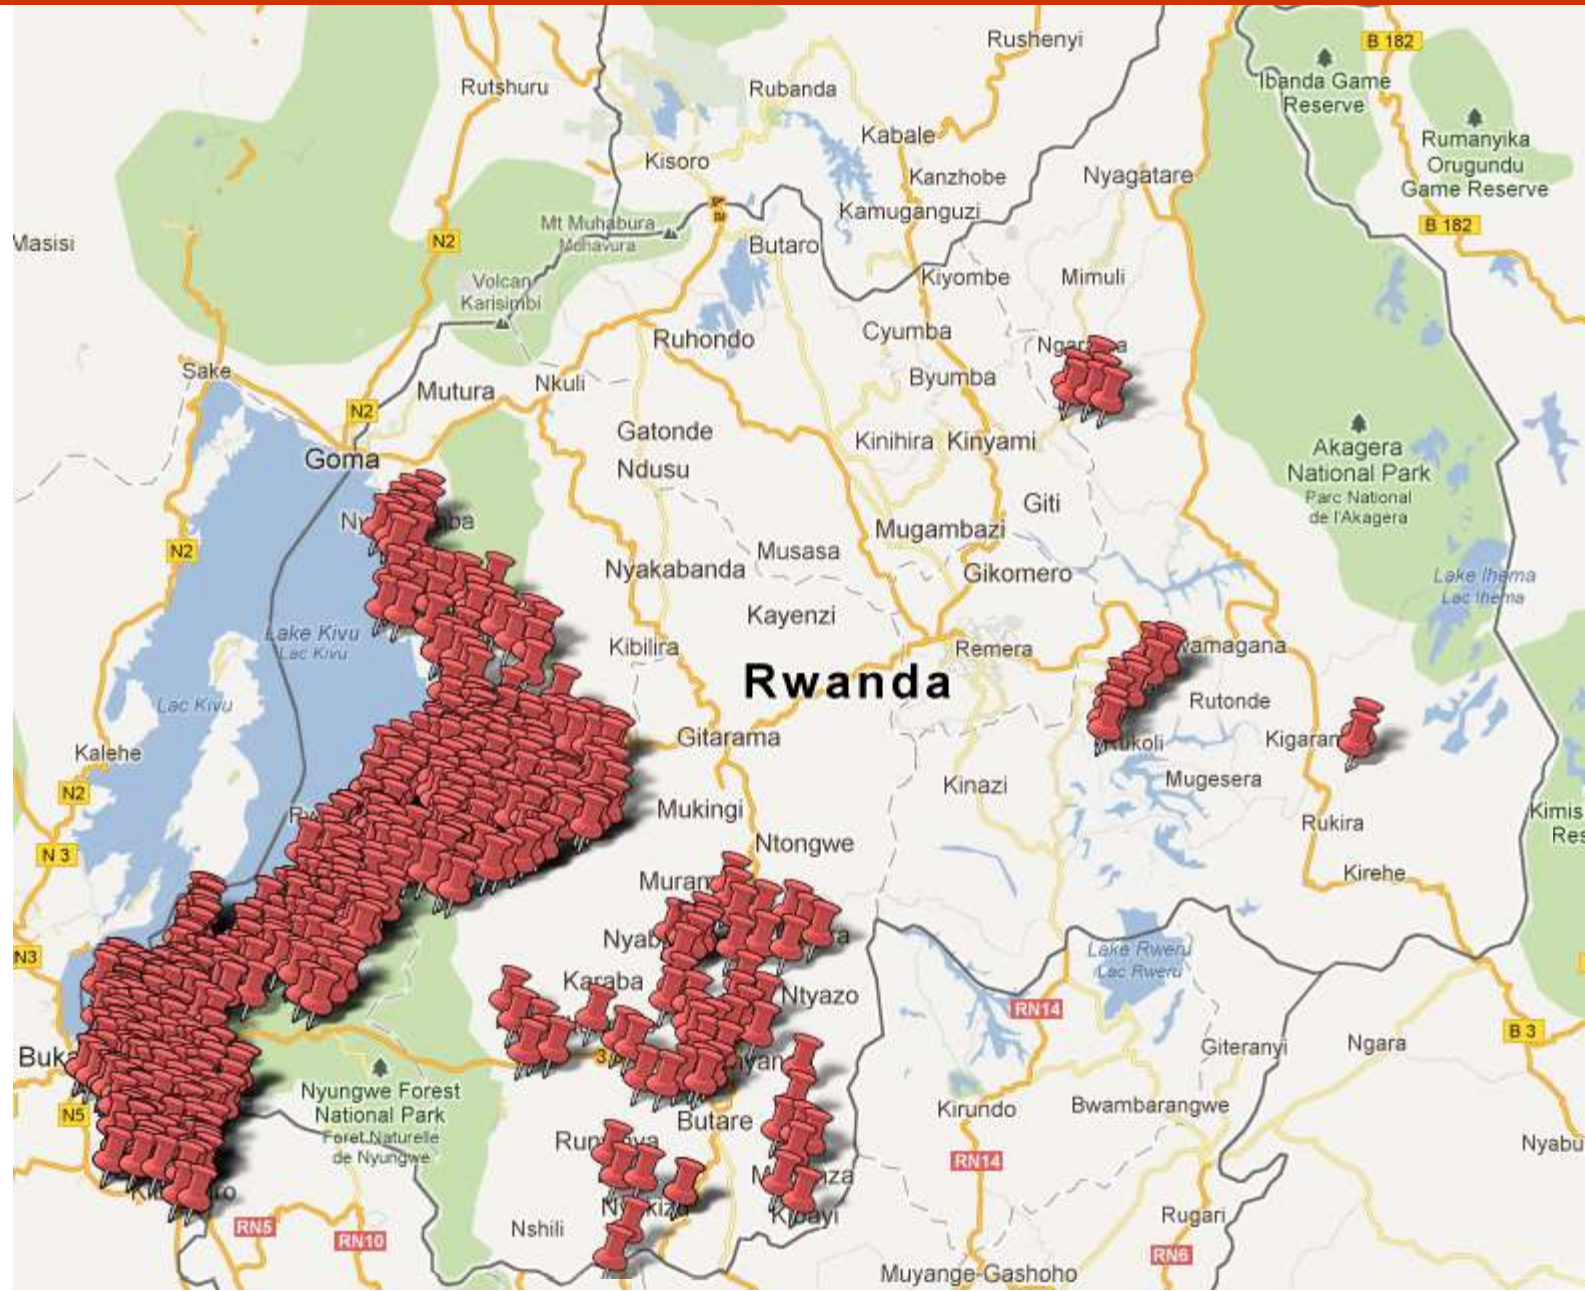 Rushenyi
B 182
Rutshuru
Rubanda
Ibanda Game
Reserve
Kabale
Rumanyika
Orugundu
Game Reserve
Kisoro
Kanzhobe
Nyagatare
Kamuganguzi
Mt Muhabura
Muhavura
B 182
Masisi
N2
Butaro
Volcan
Karisimbi
Kiyombe
Mimuli
Ruhondo
Cyumba
Sake
Mutura
Nkuli
Byumba
N2
Gatonde
Kinihira
Kinyami
Akagera
National Park
Parc National
de l'Akagera
Goma
Ndusu
Giti
Mugambazi
N2
Musasa
Nyakabanda
Gikomero
Lake Ihema
Lac Ihema
Kayenzi
Lake Kivu
Lac Kivu
Kibilira
Remera
Rwanda
Lac Kivu
Rutonde
Gitarama
Kalehe
Kinazi
Mugesera
N2
Mukingi
Rukira
N 3
Ntongwe
Kirehe
N3
Lake Rweru
Lac Rweru
Karaba
Ntyazo
RN14
B 3
Giteranyi
Ngara
Nyungwe Forest
National Park
Foret Naturelle
de Nyungwe
N5
Kirundo
Bwambarangwe
Butare
RN14
RN5
RN10
Nshili
Rugari
RN6
Muyange-Gashoho